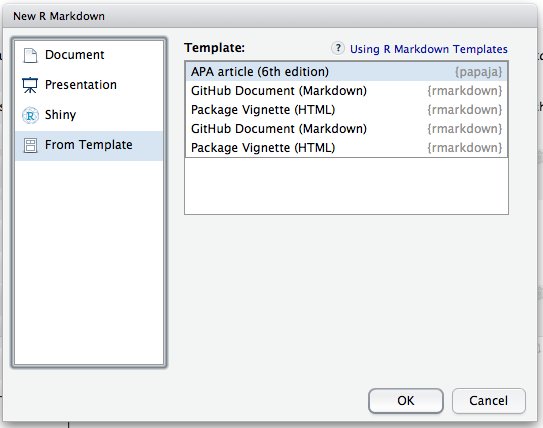 New R Markdown
Document
Presentation
Shiny
From Template
Template:
? Using R Markdown Templates
APA article (6th edition) {papaja}
GitHub Document (Markdown) {rmarkdown}
Package Vignette (HTML) {rmarkdown}
GitHub Document (Markdown) {rmarkdown}
Package Vignette (HTML) {rmarkdown}
OK
Cancel